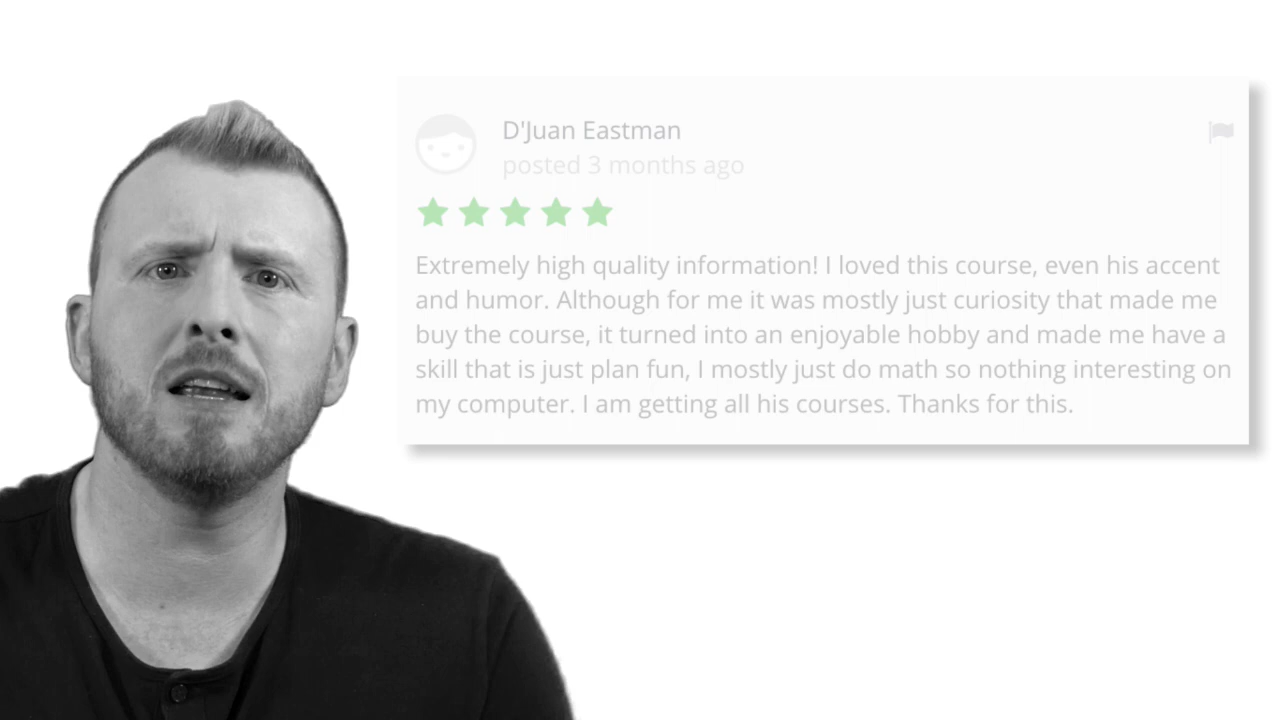 D'Juan Eastman
posted 3 months ago
Extremely high quality information! I loved this course, even his accent
and humor. Although for me it was mostly just curiosity that made me
buy the course, it turned into an enjoyable hobby and made me have a
skill that is just plan fun, I mostly just do math so nothing interesting on
my computer. I am getting all his courses. Thanks for this.